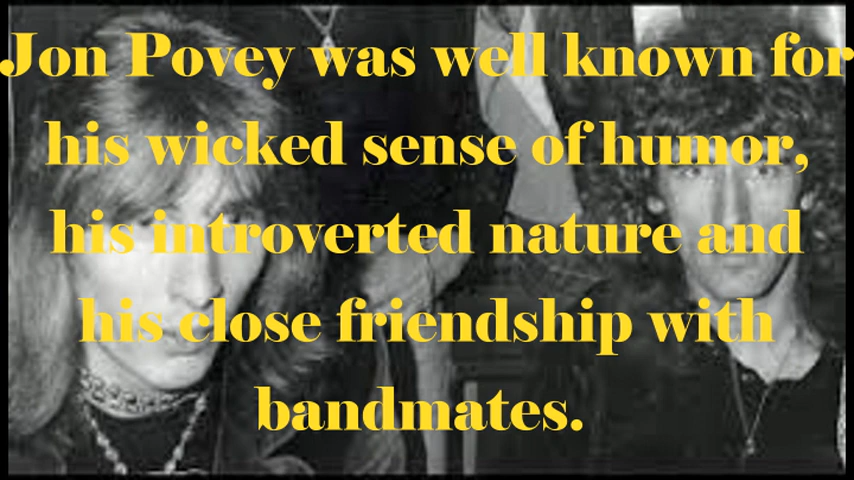 Jon Povey was well known for
his wicked sense of humor,
his introverted nature and
his close friendship with
bandmates.